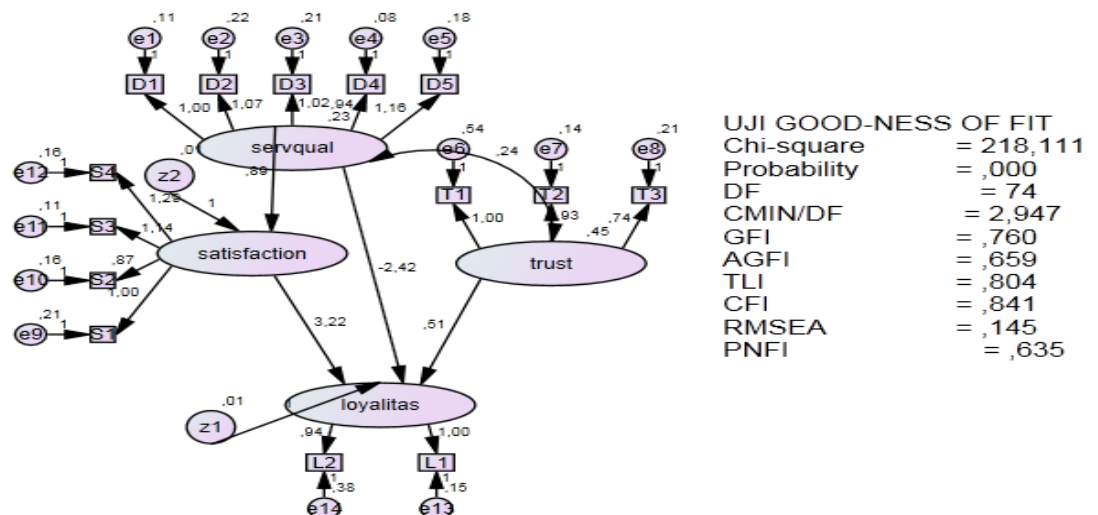 ,11 ,22 ,21 ,08 ,18
e1 e2 e3 e4 e5
1 1 1 1 1
D1 D2 D3 D4 D5
1,00 1,07 1,02 ,94 1,16
,23
servqual
,54 ,14 ,21
e6 e7 e8
1 1 1
T1 T2 T3
1,00 ,93 ,74
,24
,45
trust
,01
z2
1
,89
,16
e12 1 S4
1,29
,11
e11 1 S3
1,14
,16
e10 1 S2
,87
,21
e9 1 S1
1,00
satisfaction
-2,42
3,22
,51
loyalitas
,01
z1
1
,94 1,00
L2 L1
1 1
,38 ,15
e14 e13
UJI GOOD-NESS OF FIT
Chi-square = 218,111
Probability = ,000
DF = 74
CMIN/DF = 2,947
GFI = ,760
AGFI = ,659
TLI = ,804
CFI = ,841
RMSEA = ,145
PNFI = ,635